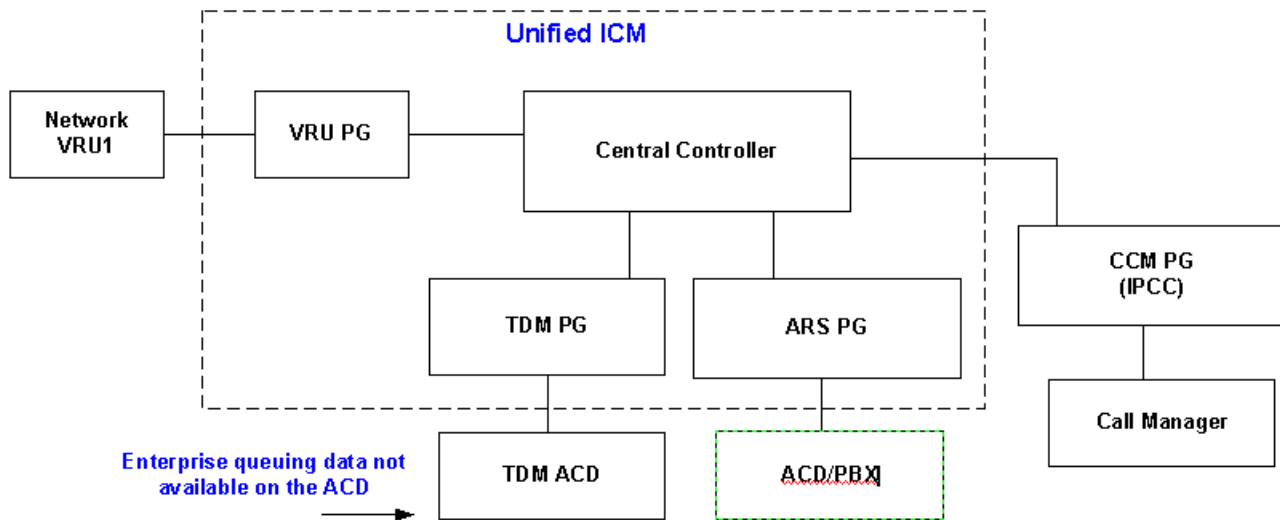 Unified ICM
Network
VRU1
VRU PG
Central Controller
CCM PG
(IPCC)
TDM PG
ARS PG
Call Manager
Enterprise queuing data not
available on the ACD
TDM ACD
ACD/PBX